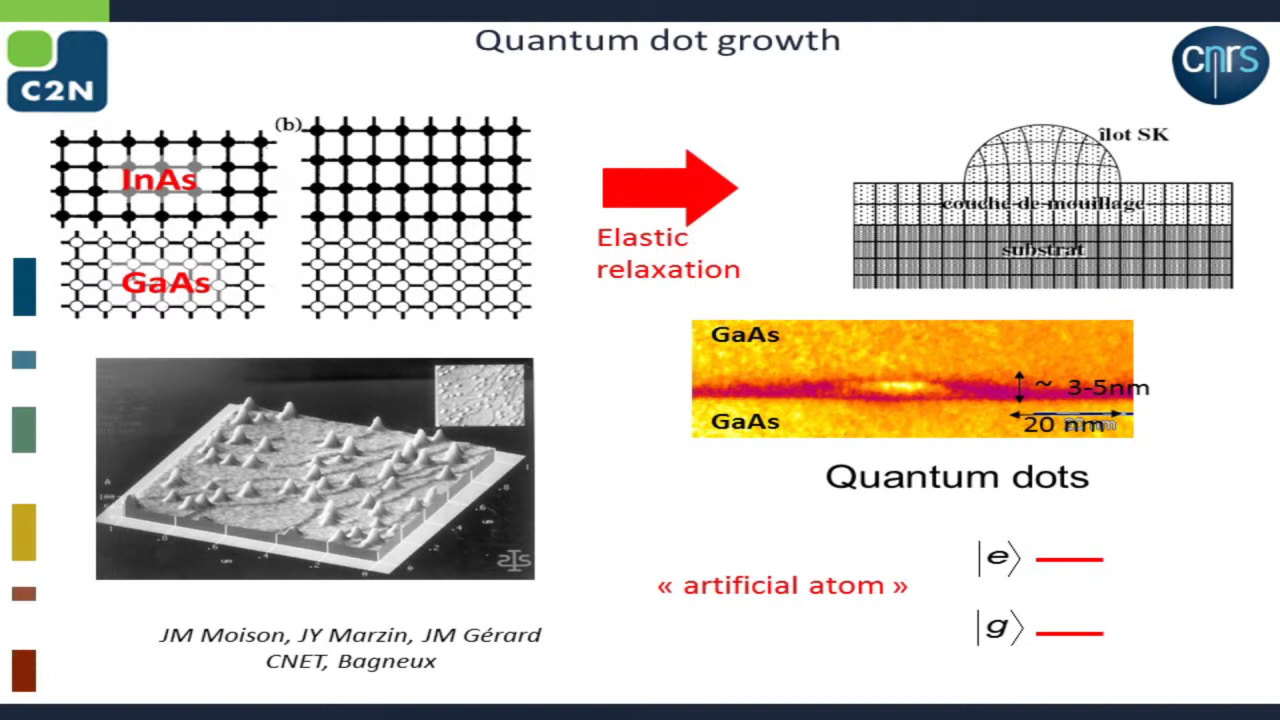 Quantum dot growth
C2N
cnrs
(b)
InAs
GaAs
Elastic
relaxation
îlot SK
couche de mouillage
substrat
GaAs
~ 3-5nm
GaAs
20 nm
Quantum dots
|e⟩
« artificial atom »
|g⟩
JM Moison, JY Marzin, JM Gérard
CNET, Bagneux